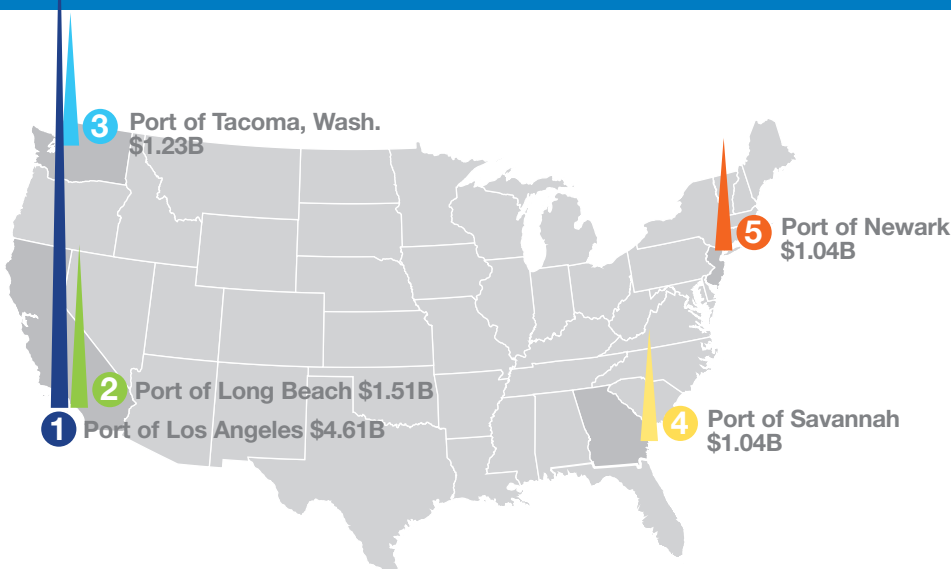 3
Port of Tacoma, Wash.
$1.23B
5
Port of Newark
$1.04B
2
Port of Long Beach $1.51B
1
Port of Los Angeles $4.61B
4
Port of Savannah
$1.04B